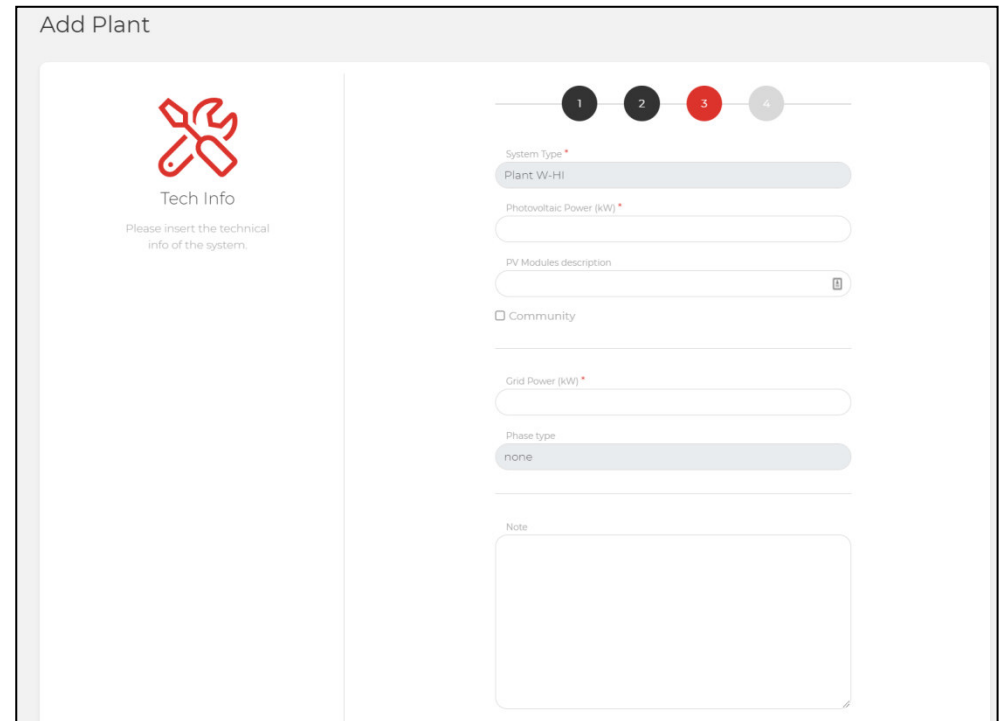 Add Plant
Tech Info
Please insert the technical
info of the system.
1 2 3 4
System Type *
Plant W-HI
Photovoltaic Power (kW) *
PV Modules description
Community
Grid Power (kW) *
Phase type
none
Note